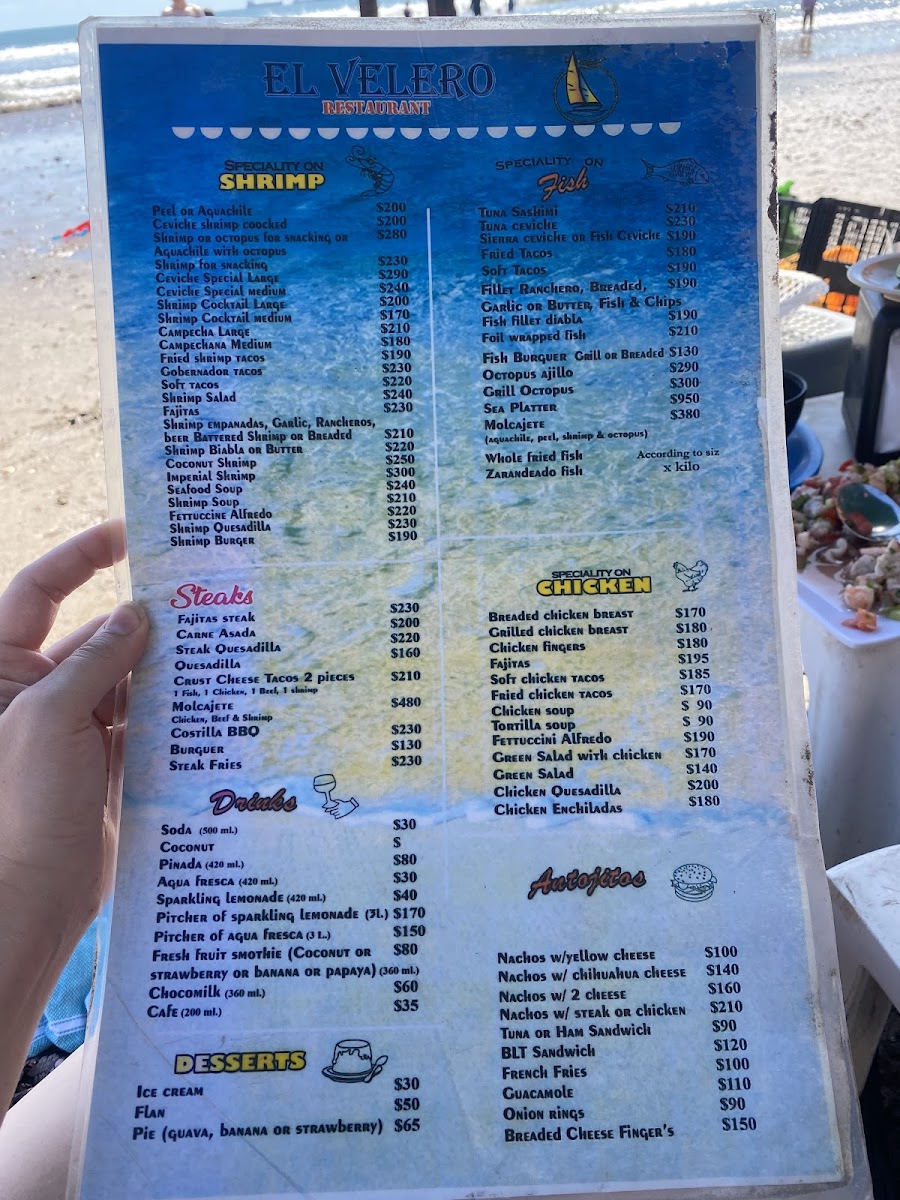 EL VELERO
RESTAURANT
SPECIALITY ON
SHRIMP
PEEL OR AQUACHILE $200
CEVICHE SHRIMP COOCKED $200
SHRIMP OR OCTOPUS FOR SNACKING OR $280
AQUACHILE WITH OCTOPUS
SHRIMP FOR SNACKING $230
CEVICHE SPECIAL LARGE $290
CEVICHE SPECIAL MEDIUM $240
SHRIMP COCKTAIL LARGE $200
SHRIMP COCKTAIL MEDIUM $170
CAMPECHA LARGE $210
CAMPECHANA MEDIUM $180
FRIED SHRIMP TACOS $190
GOBERNADOR TACOS $230
SOFT TACOS $220
SHRIMP SALAD $240
FAJITAS $230
SHRIMP EMPANADAS, GARLIC, RANCHEROS,
BEER BATTERED SHRIMP OR BREADED $210
SHRIMP BIABLA OR BUTTER $220
COCONUT SHRIMP $250
IMPERIAL SHRIMP $300
SEAFOOD SOUP $240
SHRIMP SOUP $210
FETTUCCINE ALFREDO $220
SHRIMP QUESADILLA $230
SHRIMP BURGER $190
Steaks
FAJITAS STEAK $230
CARNE ASADA $200
STEAK QUESADILLA $220
QUESADILLA $160
CRUST CHEESE TACOS 2 PIECES $210
1 Fish, 1 Chicken, 1 Beef, 1 shrimp
MOLCAJETE $480
Chicken, Beef & Shrimp
COSTILLA BBQ $230
BURGUER $130
STEAK FRIES $230
Drinks
SODA (500 ml.) $30
COCONUT $
PINADA (420 ml.) $80
AQUA FRESCA (420 ml.) $30
SPARKLING LEMONADE (420 ml.) $40
PITCHER OF SPARKLING LEMONADE (3L.) $170
PITCHER OF AQUA FRESCA (3 L.) $150
FRESH FRUIT SMOTHIE (COCONUT OR $80
STRAWBERRY OR BANANA OR PAPAYA) (360 ml.)
CHOCOMILK (360 ml.) $60
CAFE (200 ml.) $35
DESSERTS
ICE CREAM $30
FLAN $50
PIE (GUAVA, BANANA OR STRAWBERRY) $65
SPECIALITY ON
Fish
TUNA SASHIMI $210
TUNA CEVICHE $230
SIERRA CEVICHE OR FISH CEVICHE $190
FRIED TACOS $180
SOFT TACOS $190
FILLET RANCHERO, BREADED, $190
GARLIC OR BUTTER, FISH & CHIPS
FISH FILLET DIABLA $190
FOIL WRAPPED FISH $210
FISH BURGUER GRILL OR BREADED $130
OCTOPUS AJILLO $290
GRILL OCTOPUS $300
SEA PLATTER $950
MOLCAJETE $380
(aquachile, peel, shrimp & octopus)
WHOLE FRIED FISH According to siz
ZARANDEADO FISH x kilo
SPECIALITY ON
CHICKEN
BREADED CHICKEN BREAST $170
GRILLED CHICKEN BREAST $180
CHICKEN FINGERS $180
FAJITAS $195
SOFT CHICKEN TACOS $185
FRIED CHICKEN TACOS $170
CHICKEN SOUP $ 90
TORTILLA SOUP $ 90
FETTUCCINI ALFREDO $190
GREEN SALAD WITH CHICKEN $170
GREEN SALAD $140
CHICKEN QUESADILLA $200
CHICKEN ENCHILADAS $180
Antojitos
NACHOS W/YELLOW CHEESE $100
NACHOS W/ CHIHUAHUA CHEESE $140
NACHOS W/ 2 CHEESE $160
NACHOS W/ STEAK OR CHICKEN $210
TUNA OR HAM SANDWICH $90
BLT SANDWICH $120
FRENCH FRIES $100
GUACAMOLE $110
ONION RINGS $90
BREADED CHEESE FINGER'S $150